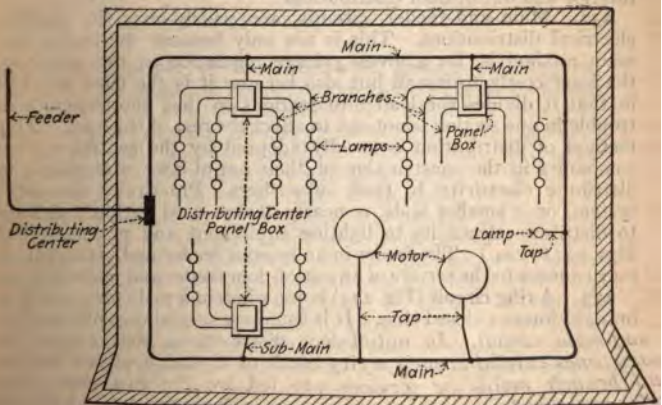 Main
Main
Main
Branches
Feeder
Panel
Box
Lamps
Distributing Center
Panel Box
Distributing
Center
Lamp
Tap
Motor
Tap
Sub-Main
Main